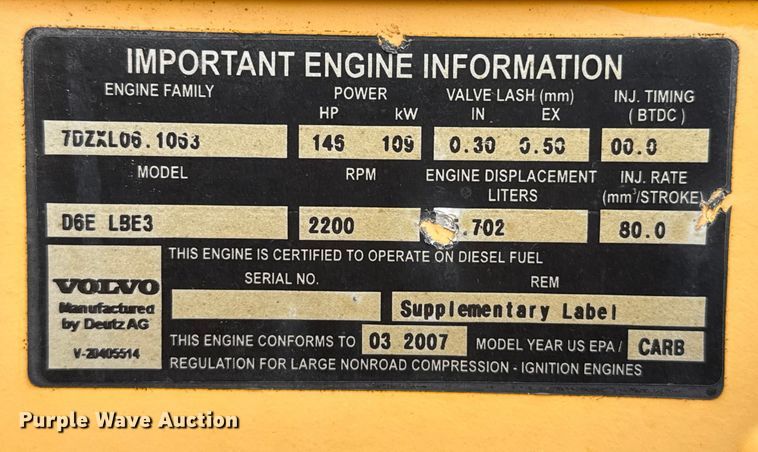 IMPORTANT ENGINE INFORMATION
ENGINE FAMILY POWER VALVE LASH (mm) INJ. TIMING
HP kW IN EX ( BTDC )
7DZXL06.1063 146 109 0.30 0.50 00.0
MODEL RPM ENGINE DISPLACEMENT LITERS INJ. RATE (mm³/STROKE)
D6E LBE3 2200 .702 80.0
THIS ENGINE IS CERTIFIED TO OPERATE ON DIESEL FUEL
SERIAL NO. REM
VOLVO
Manufactured
by Deutz AG
V-20405514
Supplementary Label
THIS ENGINE CONFORMS TO 03 2007 MODEL YEAR US EPA / CARB
REGULATION FOR LARGE NONROAD COMPRESSION - IGNITION ENGINES
Purple Wave Auction